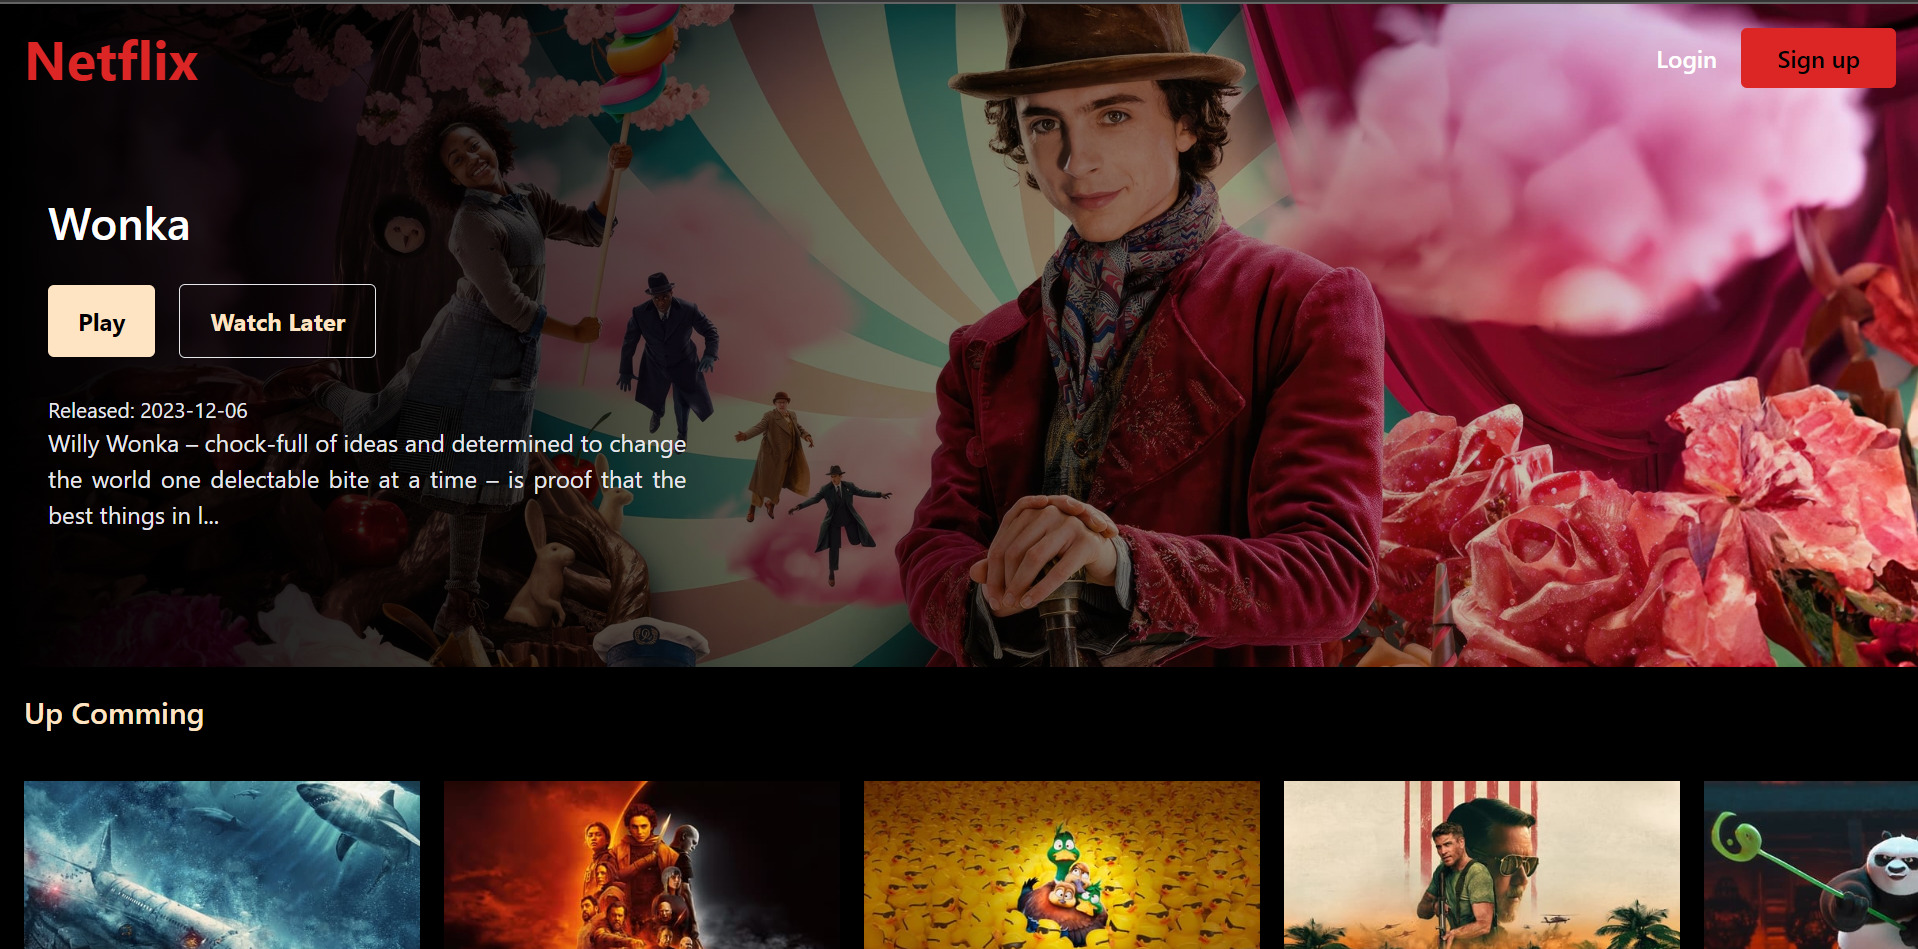 Netflix
Login
Sign up
Wonka
Play
Watch Later
Released: 2023-12-06
Willy Wonka – chock-full of ideas and determined to change
the world one delectable bite at a time – is proof that the
best things in l...
Up Comming